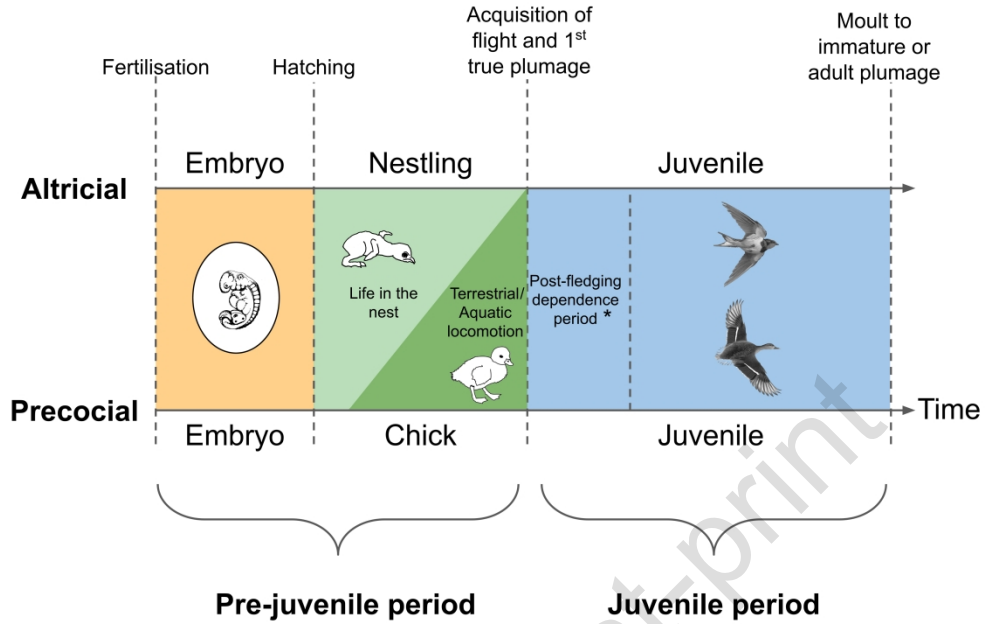 Acquisition of
flight and 1st
true plumage
Moult to
immature or
adult plumage
Fertilisation
Hatching
Embryo
Nestling
Juvenile
Altricial
Life in the
nest
Terrestrial/
Aquatic
locomotion
Post-fledging
dependence
period *
Precocial
Time
Embryo
Chick
Juvenile
Pre-juvenile period
Juvenile period
t-print